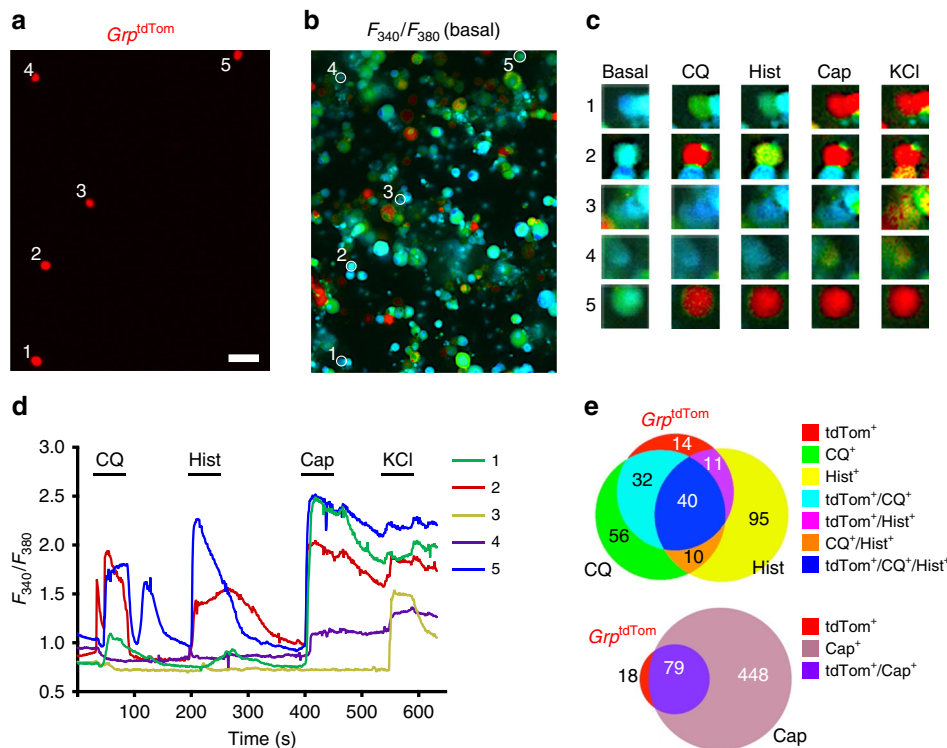 a
Grp^tdTom
4
5
3
2
1
b
F340/F380 (basal)
4
5
3
2
1
c
Basal CQ Hist Cap KCl
1
2
3
4
5
d
F340/F380
3.0
2.5
2.0
1.5
1.0
0.5
CQ Hist Cap KCl
1
2
3
4
5
100 200 300 400 500 600
Time (s)
e
Grp^tdTom
14
11
32
40
95
56
10
CQ
Hist
tdTom+
CQ+
Hist+
tdTom+/CQ+
tdTom+/Hist+
CQ+/Hist+
tdTom+/CQ+/Hist+
Grp^tdTom
18
79
448
Cap
tdTom+
Cap+
tdTom+/Cap+